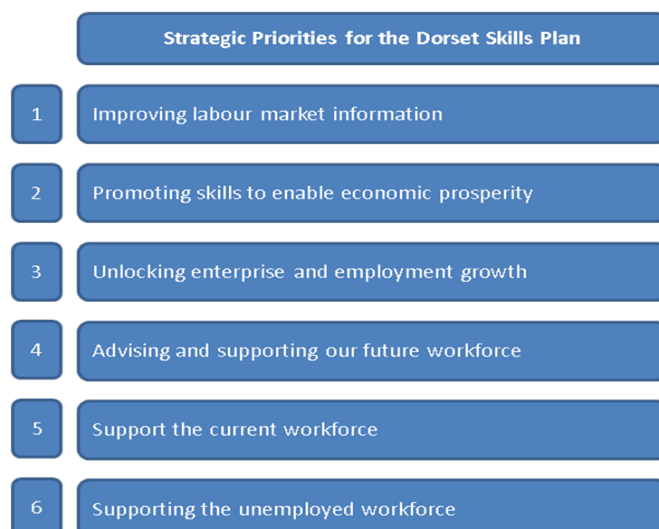 Strategic Priorities for the Dorset Skills Plan
1 Improving labour market information
2 Promoting skills to enable economic prosperity
3 Unlocking enterprise and employment growth
4 Advising and supporting our future workforce
5 Support the current workforce
6 Supporting the unemployed workforce